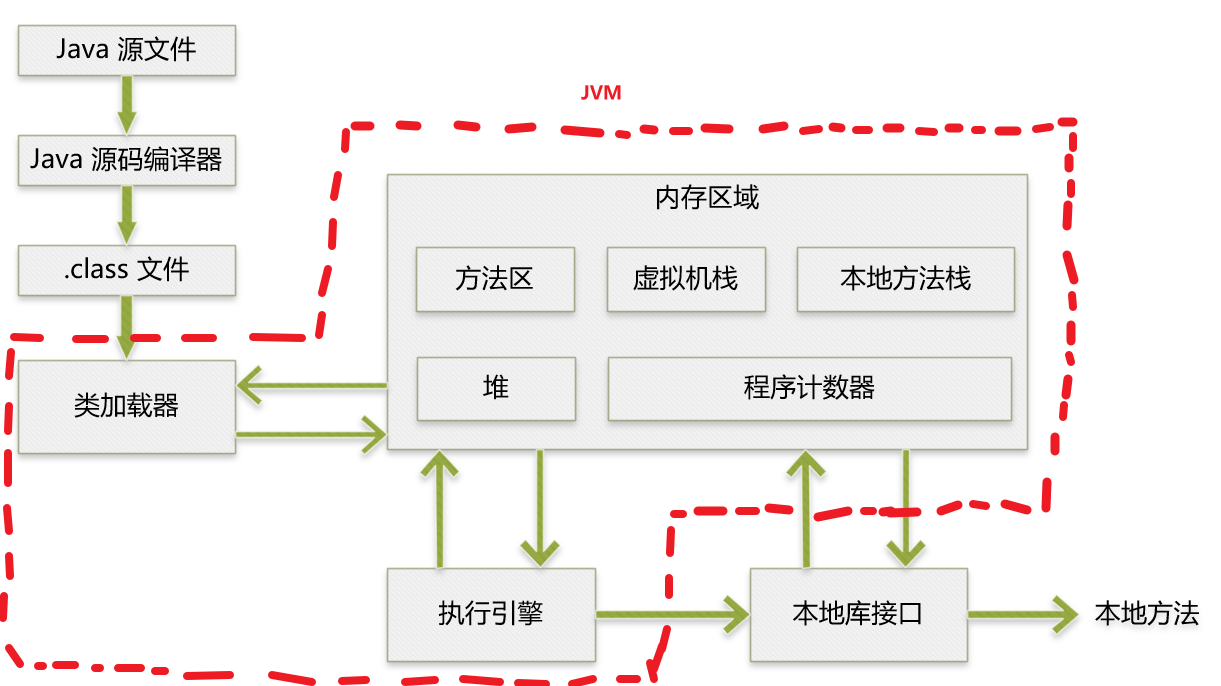 Java 源文件
JVM
Java 源码编译器
内存区域
.class 文件
方法区
虚拟机栈
本地方法栈
类加载器
堆
程序计数器
执行引擎
本地库接口
本地方法